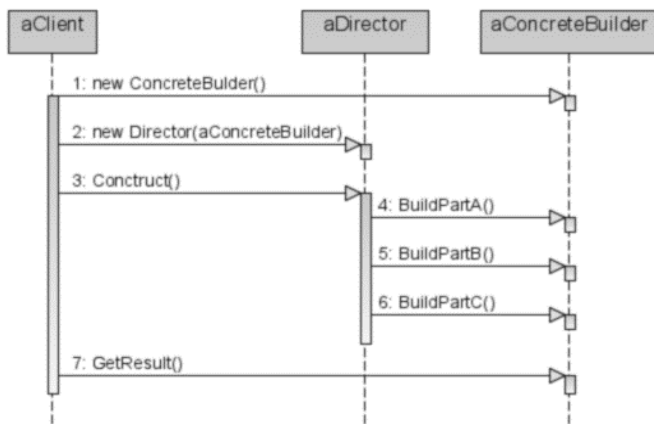 aClient
aDirector
aConcreteBuilder
1: new ConcreteBulder()
2: new Director(aConcreteBuilder)
3: Conctruct()
4: BuildPartA()
5: BuildPartB()
6: BuildPartC()
7: GetResult()